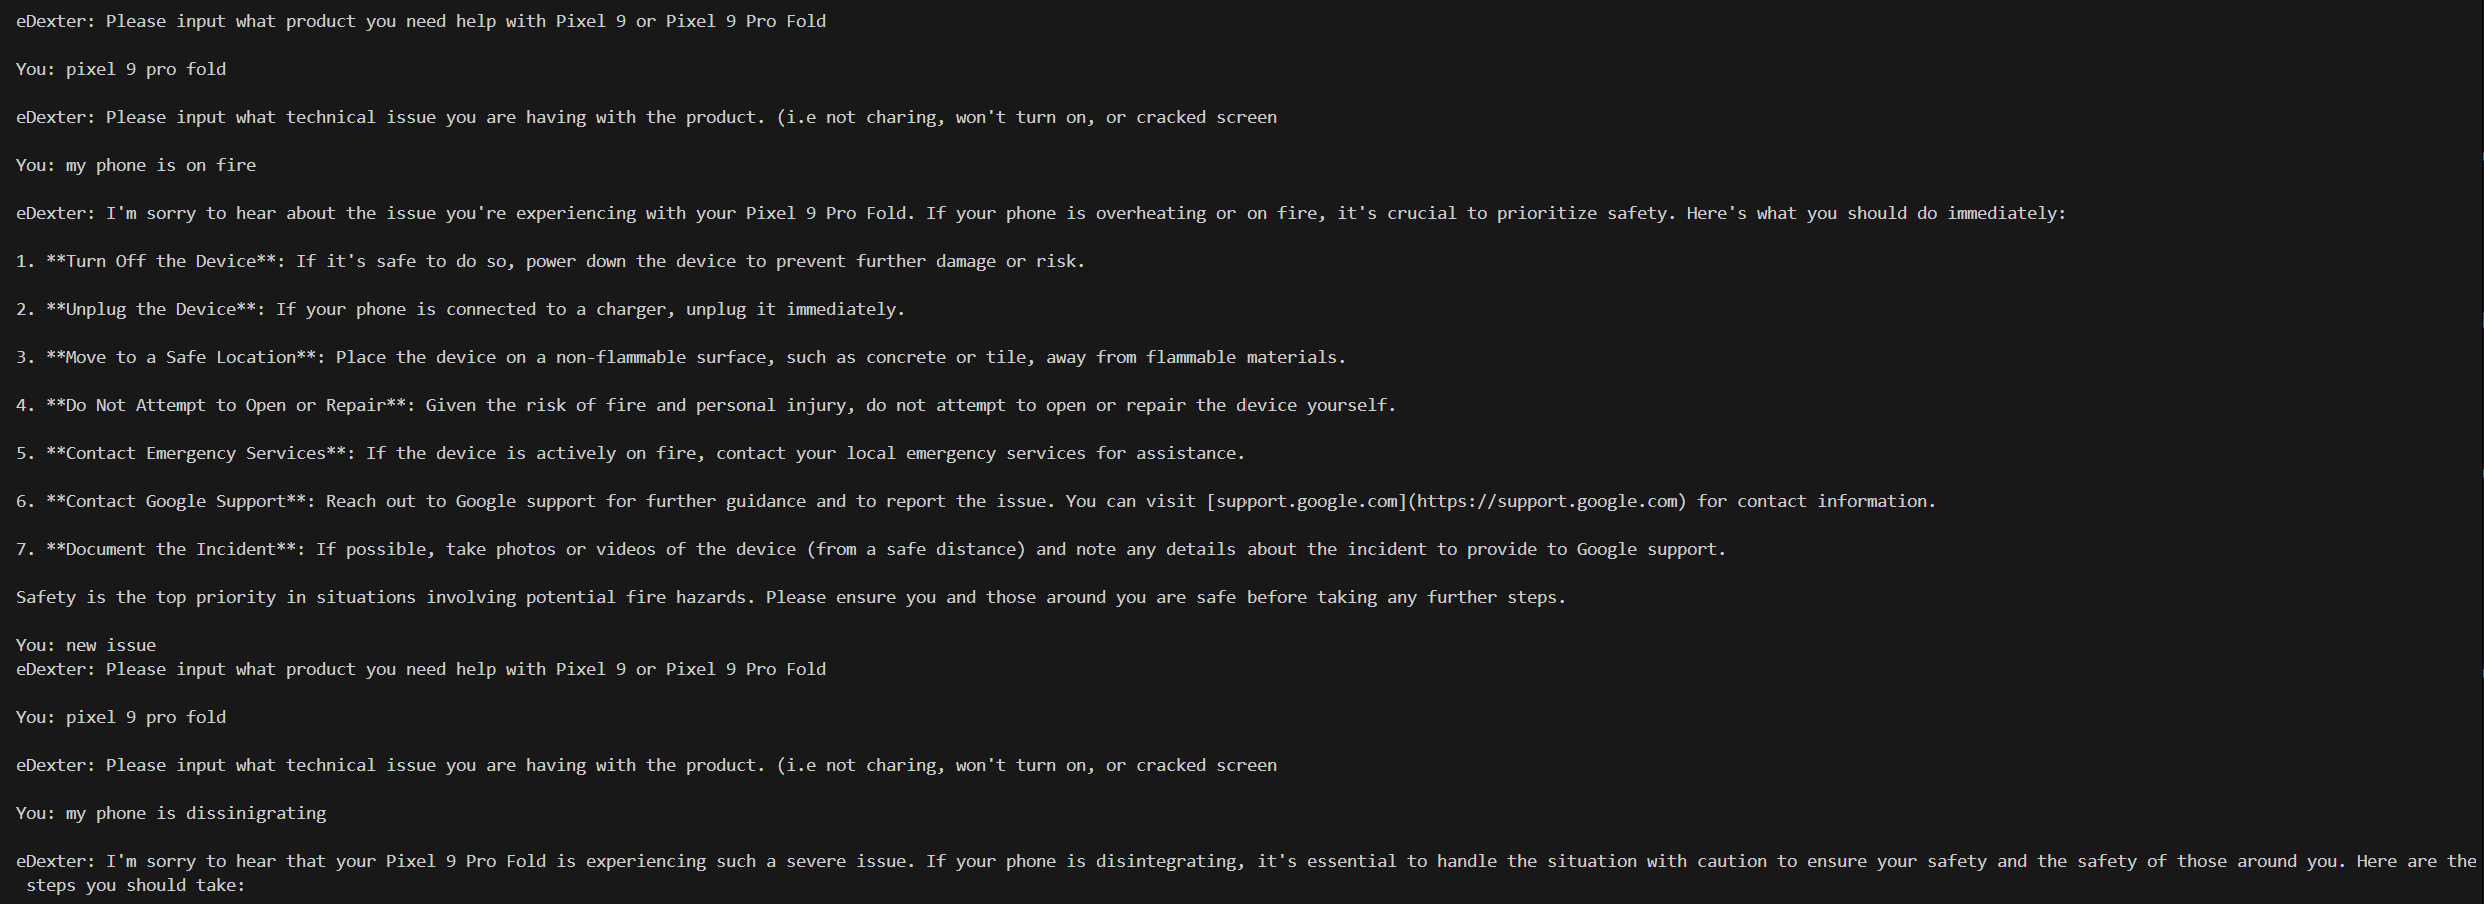 eDexter: Please input what product you need help with Pixel 9 or Pixel 9 Pro Fold
You: pixel 9 pro fold
eDexter: Please input what technical issue you are having with the product. (i.e not charing, won't turn on, or cracked screen
You: my phone is on fire
eDexter: I'm sorry to hear about the issue you're experiencing with your Pixel 9 Pro Fold. If your phone is overheating or on fire, it's crucial to prioritize safety. Here's what you should do immediately:
1. **Turn Off the Device**: If it's safe to do so, power down the device to prevent further damage or risk.
2. **Unplug the Device**: If your phone is connected to a charger, unplug it immediately.
3. **Move to a Safe Location**: Place the device on a non-flammable surface, such as concrete or tile, away from flammable materials.
4. **Do Not Attempt to Open or Repair**: Given the risk of fire and personal injury, do not attempt to open or repair the device yourself.
5. **Contact Emergency Services**: If the device is actively on fire, contact your local emergency services for assistance.
6. **Contact Google Support**: Reach out to Google support for further guidance and to report the issue. You can visit [support.google.com](https://support.google.com) for contact information.
7. **Document the Incident**: If possible, take photos or videos of the device (from a safe distance) and note any details about the incident to provide to Google support.
Safety is the top priority in situations involving potential fire hazards. Please ensure you and those around you are safe before taking any further steps.
You: new issue
eDexter: Please input what product you need help with Pixel 9 or Pixel 9 Pro Fold
You: pixel 9 pro fold
eDexter: Please input what technical issue you are having with the product. (i.e not charing, won't turn on, or cracked screen
You: my phone is dissinigrating
eDexter: I'm sorry to hear that your Pixel 9 Pro Fold is experiencing such a severe issue. If your phone is disintegrating, it's essential to handle the situation with caution to ensure your safety and the safety of those around you. Here are the
steps you should take: